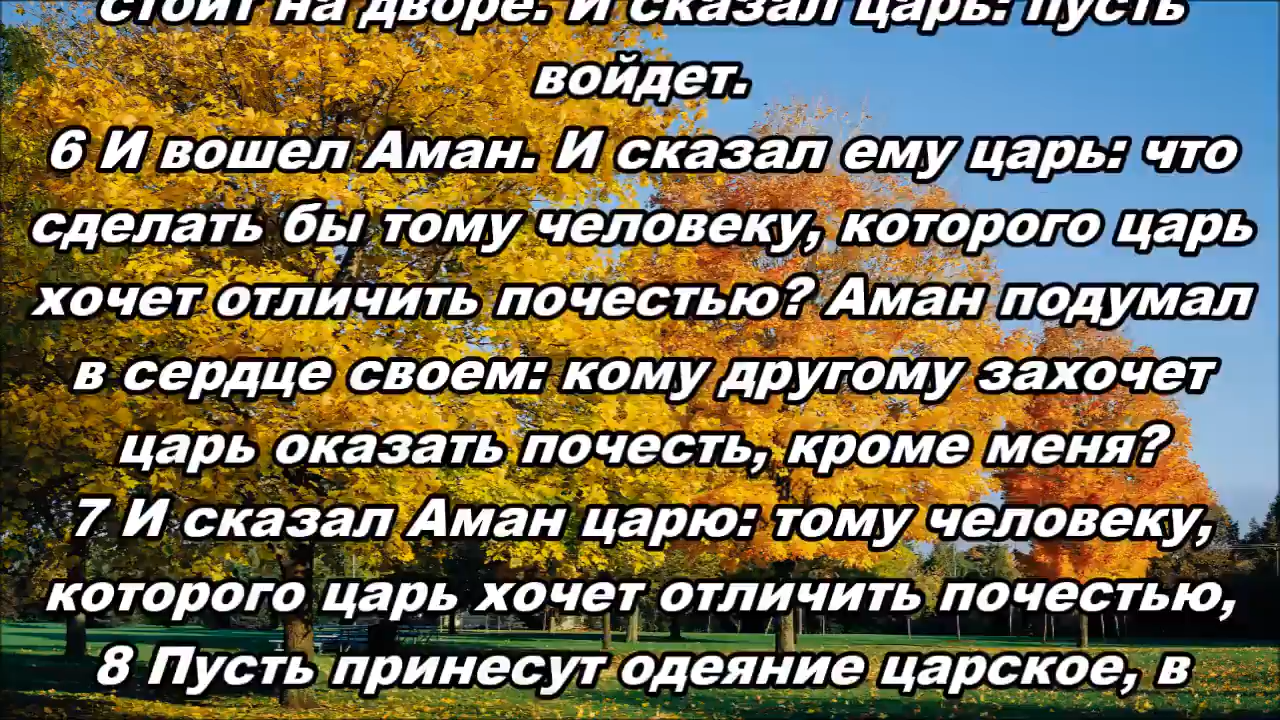 стоит на дворе. И сказал царь: пусть
войдет.
6 И вошел Аман. И сказал ему царь: что
сделать бы тому человеку, которого царь
хочет отличить почестью? Аман подумал
в сердце своем: кому другому захочет
царь оказать почесть, кроме меня?
7 И сказал Аман царю: тому человеку,
которого царь хочет отличить почестью,
8 Пусть принесут одеяние царское, в